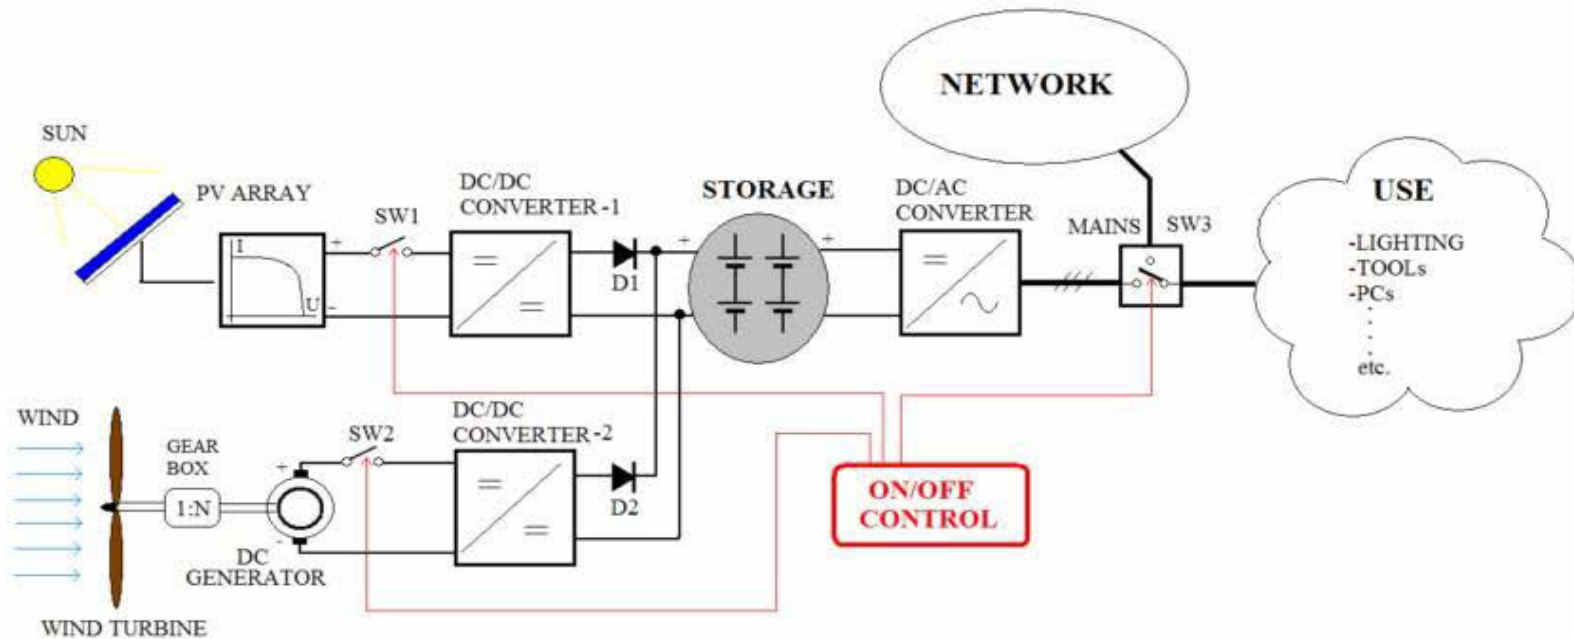 NETWORK
SUN
PV ARRAY
I
U
+
-
SW1
DC/DC
CONVERTER-1
D1
STORAGE
+
+
DC/AC
CONVERTER
MAINS
SW3
USE
-LIGHTING
-TOOLs
-PCs
etc.
WIND
GEAR
BOX
1:N
+
-
DC
GENERATOR
WIND TURBINE
SW2
DC/DC
CONVERTER-2
D2
ON/OFF
CONTROL